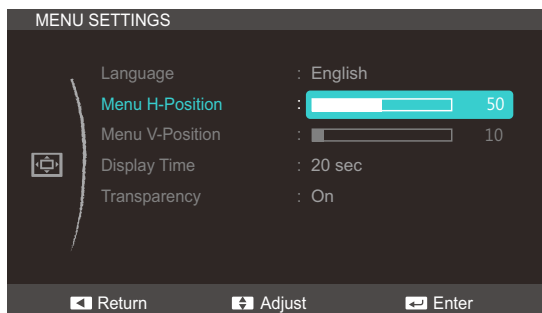 MENU SETTINGS
Language : English
Menu H-Position : 50
Menu V-Position : 10
Display Time : 20 sec
Transparency : On
Return Adjust Enter